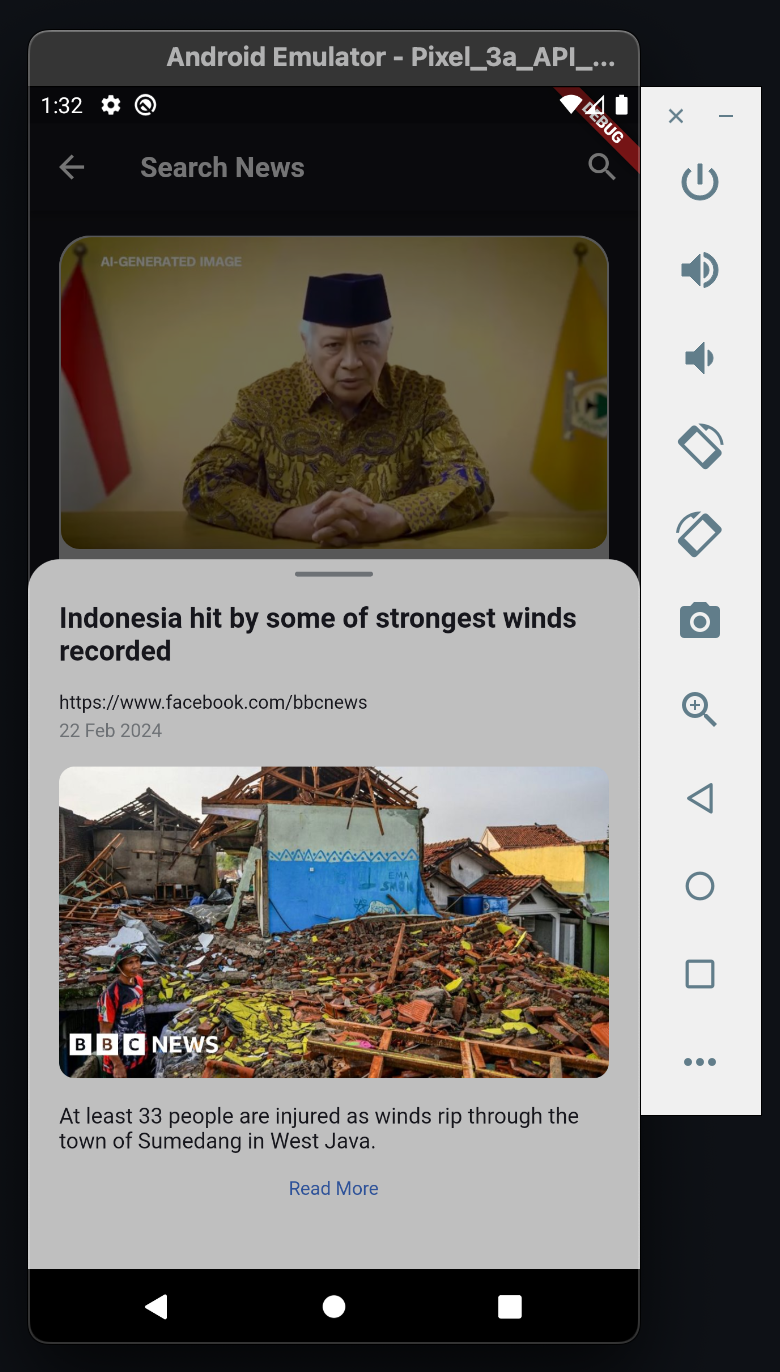 Android Emulator - Pixel_3a_API_...
1:32
DEBUG
Search News
AI-GENERATED IMAGE
Indonesia hit by some of strongest winds
recorded
https://www.facebook.com/bbcnews
22 Feb 2024
EMA
BBC NEWS
At least 33 people are injured as winds rip through the
town of Sumedang in West Java.
Read More